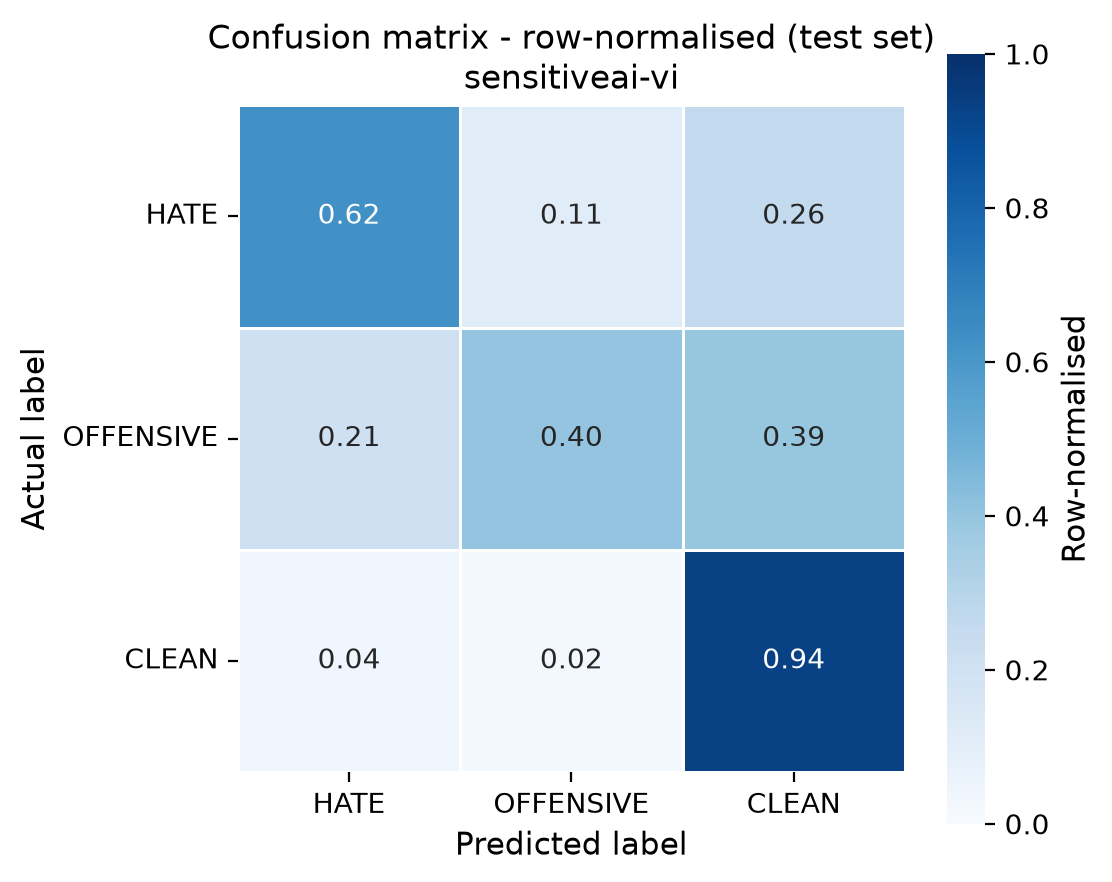 Confusion matrix - row-normalised (test set)
sensitiveai-vi
Actual label
HATE
0.62 0.11 0.26
OFFENSIVE
0.21 0.40 0.39
CLEAN
0.04 0.02 0.94
HATE OFFENSIVE CLEAN
Predicted label
1.0
0.8
0.6
0.4
0.2
0.0
Row-normalised